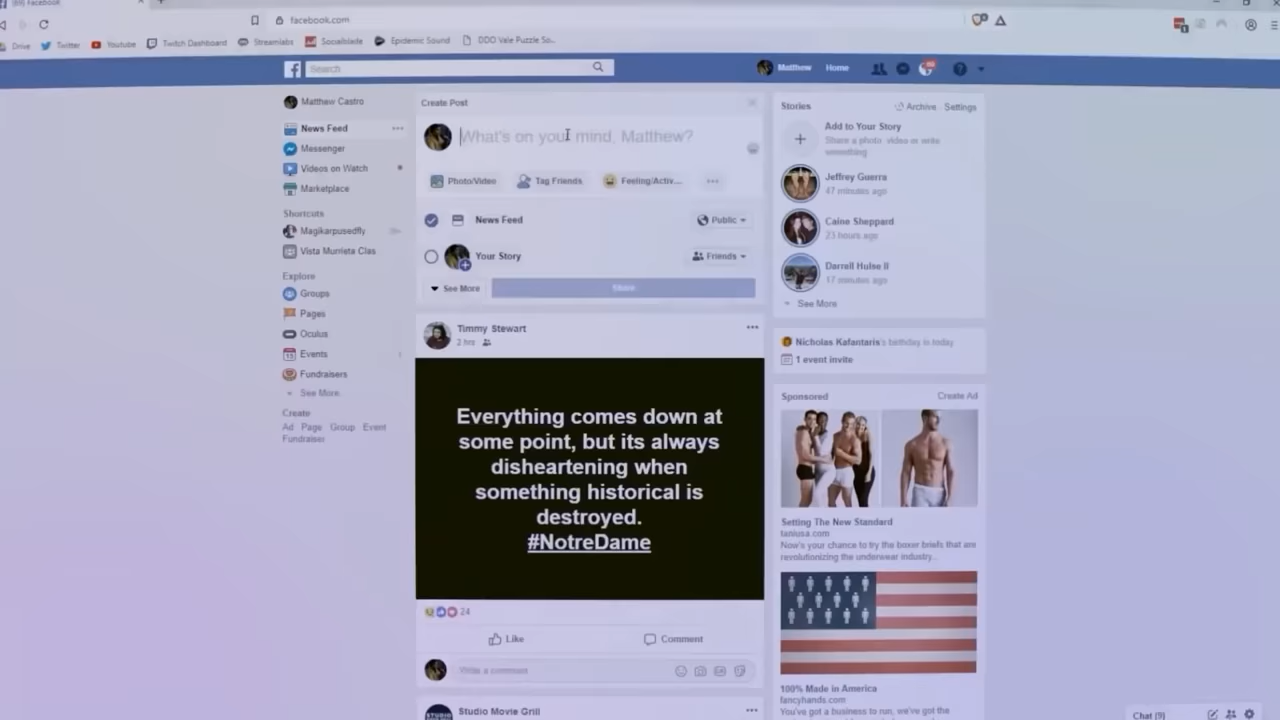 (69) Facebook
facebook.com
Drive
Twitter
Youtube
Twitch Dashboard
Streamlabs
Socialblade
Epidemic Sound
DDO Vale Puzzle So...
Search
Matthew
Home
Matthew Castro
News Feed
Messenger
Videos on Watch
Marketplace
Shortcuts
Magikarpusedfly
Vista Murrieta Clas
Explore
Groups
Pages
Oculus
Events
Fundraisers
See More
Create
Ad Page Group Event
Fundraiser
Create Post
What's on your mind, Matthew?
Photo/Video
Tag Friends
Feeling/Activ...
News Feed
Public
Your Story
Friends
See More
Share
Timmy Stewart
2 hrs
Everything comes down at
some point, but its always
disheartening when
something historical is
destroyed.
#NotreDame
24
Like
Comment
Write a comment
Studio Movie Grill
Stories
Archive
Settings
Add to Your Story
Share a photo, video or write
something
Jeffrey Guerra
47 minutes ago
Caine Sheppard
23 hours ago
Darrell Hulse II
17 minutes ago
See More
Nicholas Kafantaris's birthday is today
1 event invite
Sponsored
Create Ad
Setting The New Standard
taniusa.com
Now's your chance to try the boxer briefs that are
revolutionizing the underwear industry...
100% Made in America
fancyhands.com
You've got a business to run, we've got the
Chat (9)